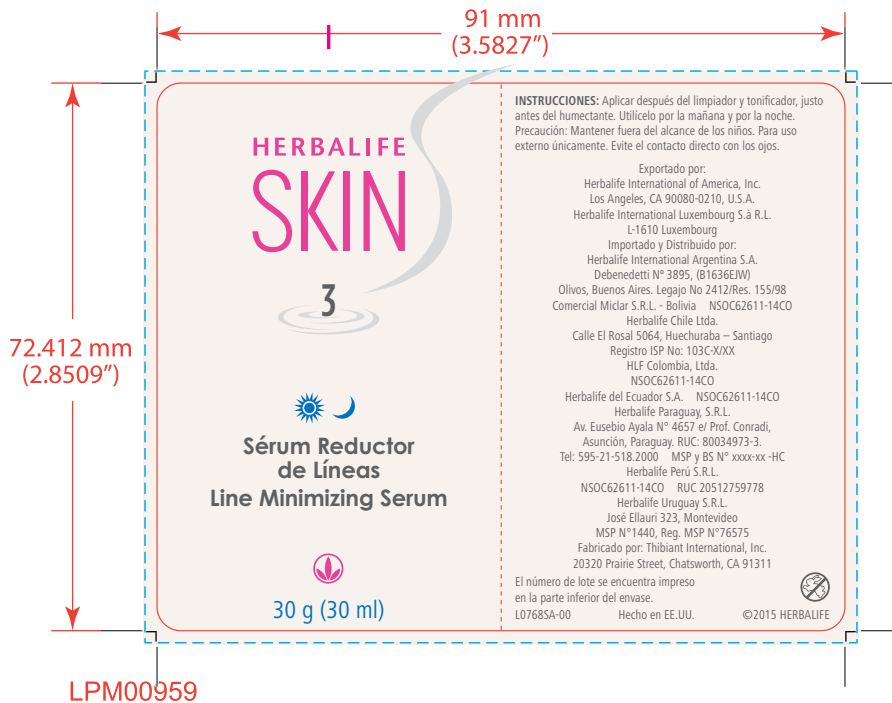 91 mm
(3.5827")
72.412 mm
(2.8509")
HERBALIFE
SKIN
3
Sérum Reductor
de Líneas
Line Minimizing Serum
30 g (30 ml)
INSTRUCCIONES: Aplicar después del limpiador y tonificador, justo
antes del humectante. Utilícelo por la mañana y por la noche.
Precaución: Mantener fuera del alcance de los niños. Para uso
externo únicamente. Evite el contacto directo con los ojos.
Exportado por:
Herbalife International of America, Inc.
Los Angeles, CA 90080-0210, U.S.A.
Herbalife International Luxembourg S.à R.L.
L-1610 Luxembourg
Importado y Distribuido por:
Herbalife International Argentina S.A.
Debenedetti N° 3895, (B1636EJW)
Olivos, Buenos Aires. Legajo No 2412/Res. 155/98
Comercial Miclar S.R.L. - Bolivia NSOC62611-14CO
Herbalife Chile Ltda.
Calle El Rosal 5064, Huechuraba – Santiago
Registro ISP No: 103C-X/XX
HLF Colombia, Ltda.
NSOC62611-14CO
Herbalife del Ecuador S.A. NSOC62611-14CO
Herbalife Paraguay, S.R.L.
Av. Eusebio Ayala N° 4657 e/ Prof. Conradi,
Asunción, Paraguay. RUC: 80034973-3.
Tel: 595-21-518.2000 MSP y BS N° xxxx-xx -HC
Herbalife Perú S.R.L.
NSOC62611-14CO RUC 20512759778
Herbalife Uruguay S.R.L.
José Ellauri 323, Montevideo
MSP N°1440, Reg. MSP N°76575
Fabricado por: Thibiant International, Inc.
20320 Prairie Street, Chatsworth, CA 91311
El número de lote se encuentra impreso
en la parte inferior del envase.
L0768SA-00 Hecho en EE.UU. ©2015 HERBALIFE
LPM00959